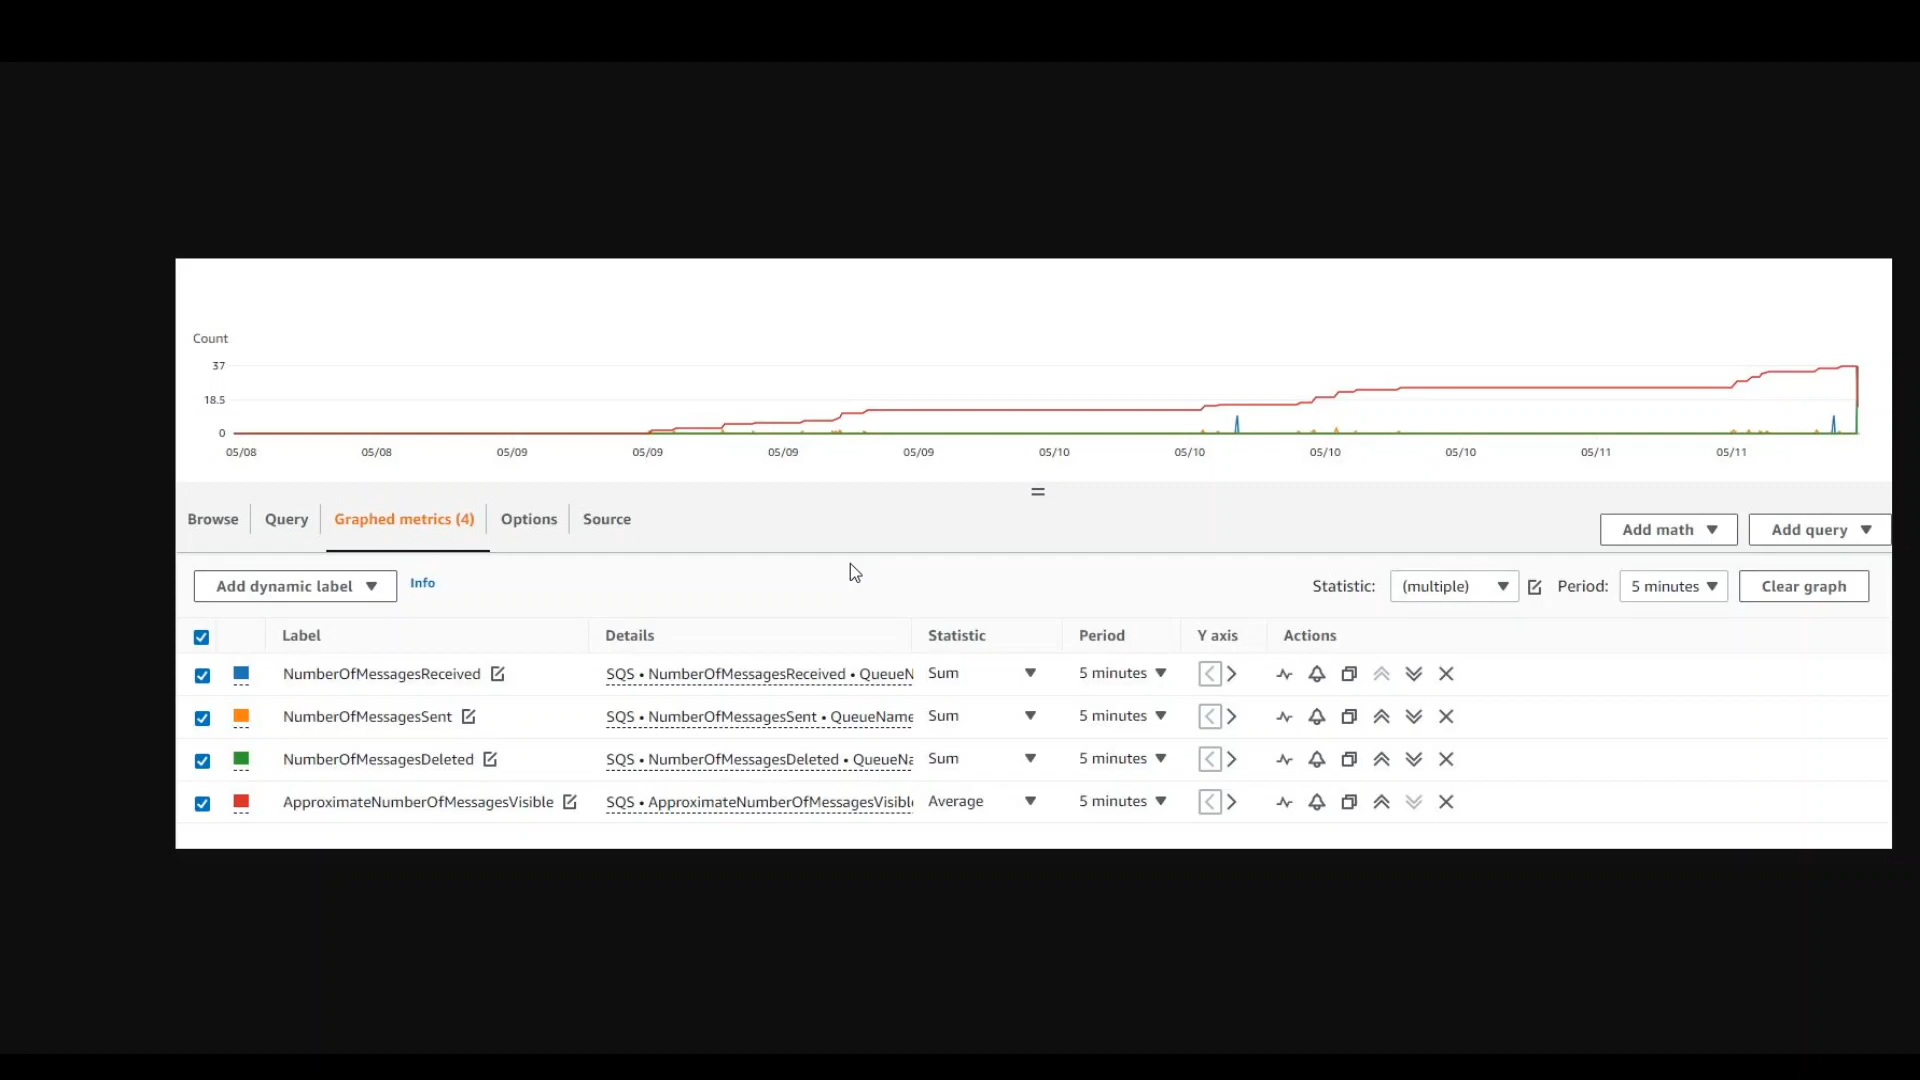 Count
37
18.5
0
05/08 05/08 05/09 05/09 05/09 05/09 05/10 05/10 05/10 05/10 05/11 05/11
Browse Query Graphed metrics (4) Options Source Add math Add query
Add dynamic label Info Statistic: (multiple) Period: 5 minutes Clear graph
Label Details Statistic Period Y axis Actions
NumberOfMessagesReceived SQS • NumberOfMessagesReceived • QueueN Sum 5 minutes
NumberOfMessagesSent SQS • NumberOfMessagesSent • QueueName Sum 5 minutes
NumberOfMessagesDeleted SQS • NumberOfMessagesDeleted • QueueNa Sum 5 minutes
ApproximateNumberOfMessagesVisible SQS • ApproximateNumberOfMessagesVisibl Average 5 minutes